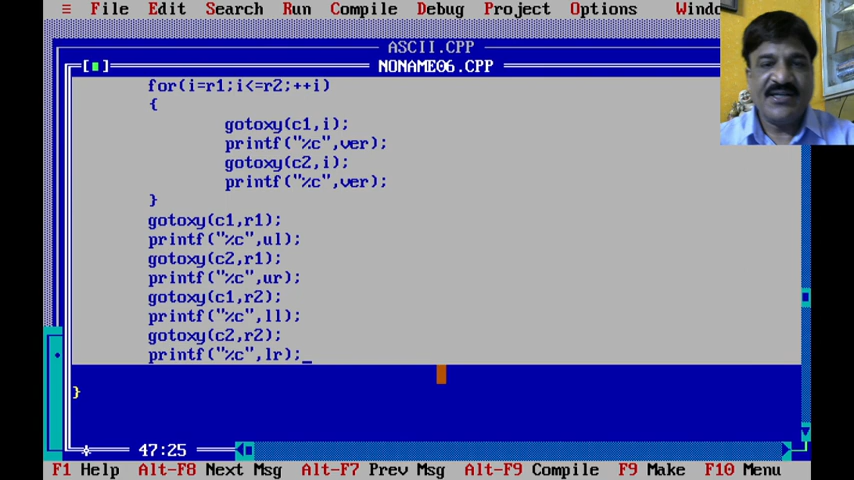 ≡ File Edit Search Run Compile Debug Project Options Windo
ASCII.CPP
[■] NONAME06.CPP
for(i=r1;i<=r2;++i)
{
gotoxy(c1,i);
printf("%c",ver);
gotoxy(c2,i);
printf("%c",ver);
}
gotoxy(c1,r1);
printf("%c",ul);
gotoxy(c2,r1);
printf("%c",ur);
gotoxy(c1,r2);
printf("%c",ll);
gotoxy(c2,r2);
printf("%c",lr);
}
* 47:25
F1 Help Alt-F8 Next Msg Alt-F7 Prev Msg Alt-F9 Compile F9 Make F10 Menu